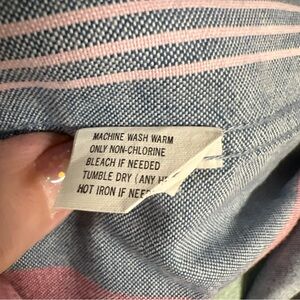 MACHINE WASH WARM
ONLY NON-CHLORINE
BLEACH IF NEEDED
TUMBLE DRY (ANY
HOT IRON IF